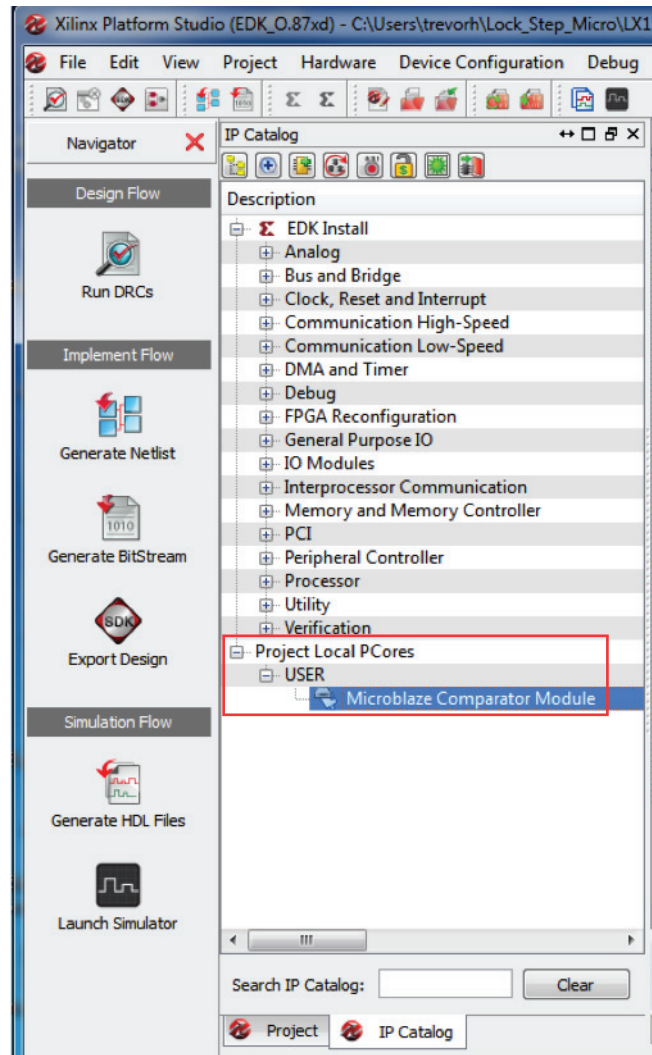 Xilinx Platform Studio (EDK_O.87xd) - C:\Users\trevorh\Lock_Step_Micro\LX1
File Edit View Project Hardware Device Configuration Debug
Navigator
Design Flow
Run DRCs
Implement Flow
Generate Netlist
1010
Generate BitStream
SDK
Export Design
Simulation Flow
Generate HDL Files
Launch Simulator
IP Catalog
Description
EDK Install
Analog
Bus and Bridge
Clock, Reset and Interrupt
Communication High-Speed
Communication Low-Speed
DMA and Timer
Debug
FPGA Reconfiguration
General Purpose IO
IO Modules
Interprocessor Communication
Memory and Memory Controller
PCI
Peripheral Controller
Processor
Utility
Verification
Project Local PCores
USER
Microblaze Comparator Module
Search IP Catalog:
Clear
Project
IP Catalog